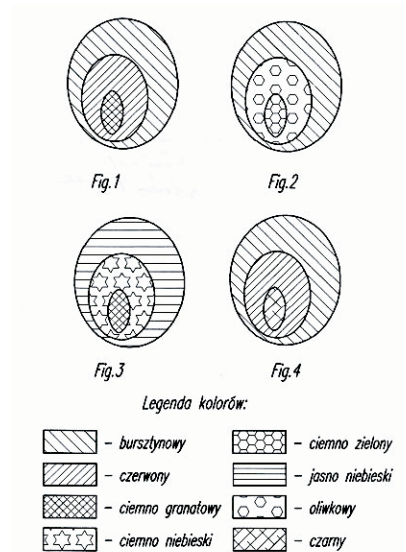 Fig.1
Fig.2
Fig.3
Fig.4
Legenda kolorów:
– bursztynowy
– ciemno zielony
– czerwony
– jasno niebieski
– ciemno granatowy
– oliwkowy
– ciemno niebieski
– czarny